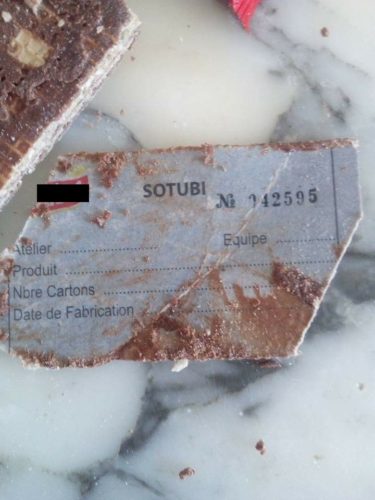 SOTUBI
№ 042595
Atelier ........................ Equipe ................
Produit ................................................
Nbre Cartons ...........................................
Date de Fabrication ....................................